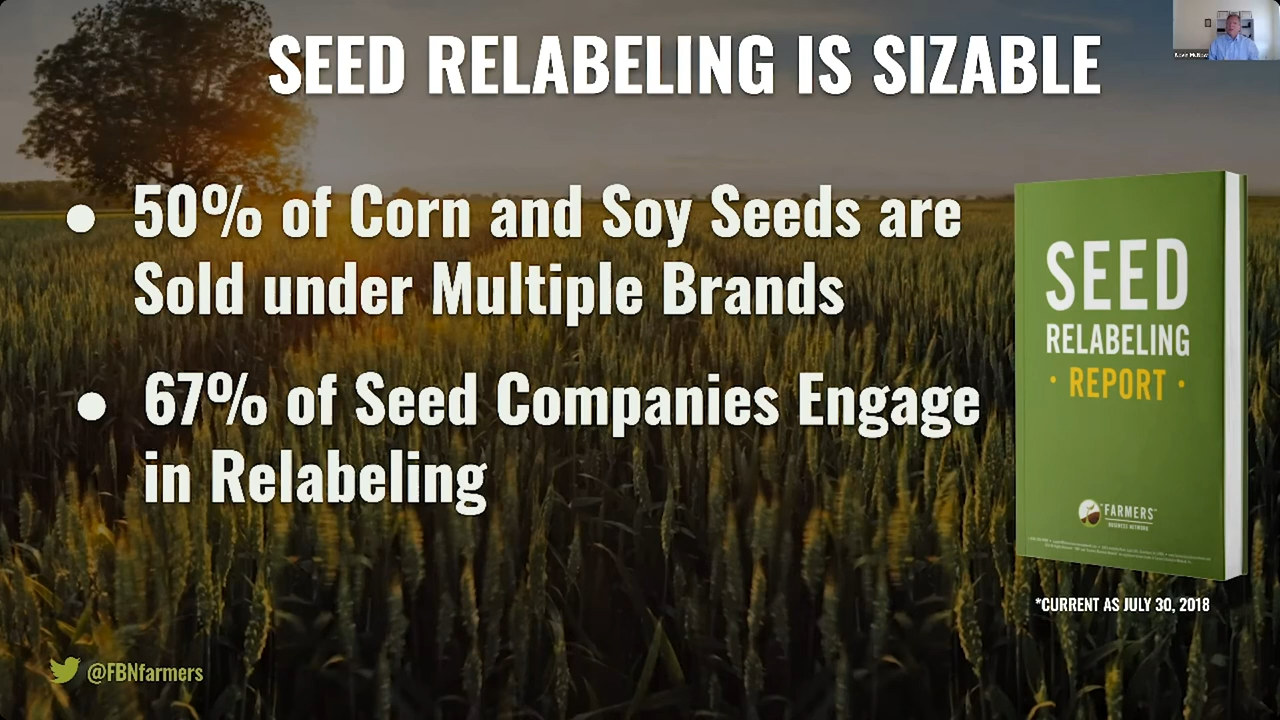 SEED RELABELING IS SIZABLE
50% of Corn and Soy Seeds are
Sold under Multiple Brands
67% of Seed Companies Engage
in Relabeling
SEED
RELABELING
· REPORT ·
FARMERS
BUSINESS NETWORK
*CURRENT AS JULY 30, 2018
@FBNfarmers